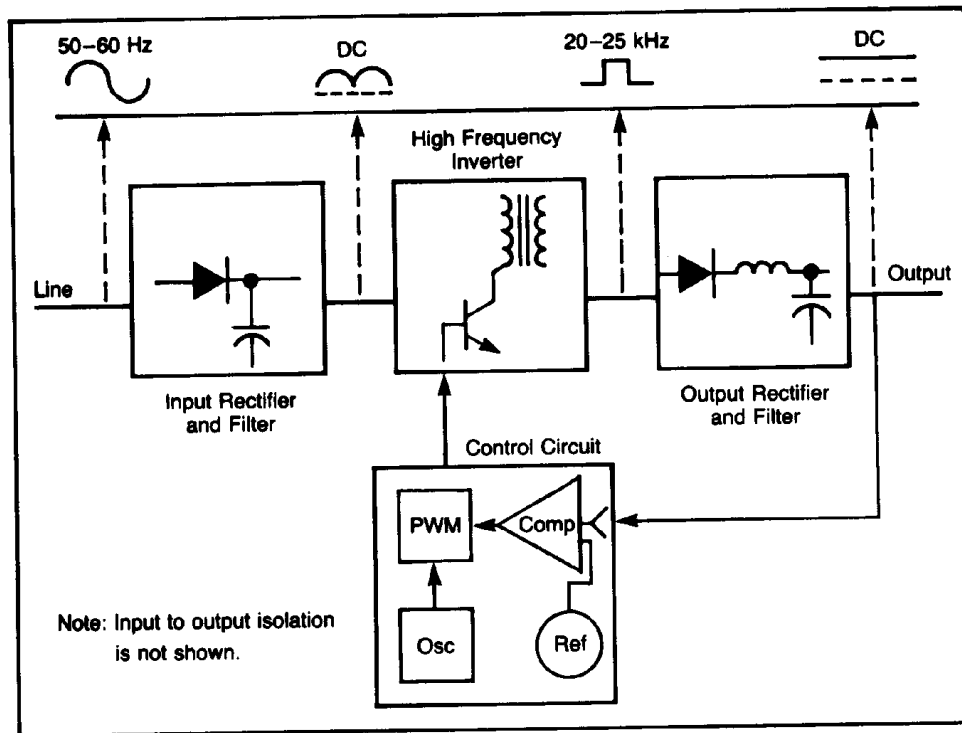 50–60 Hz
DC
20–25 kHz
DC
High Frequency
Inverter
Line
Output
Input Rectifier
and Filter
Output Rectifier
and Filter
Control Circuit
PWM
Comp
Osc
Ref
Note: Input to output isolation
is not shown.